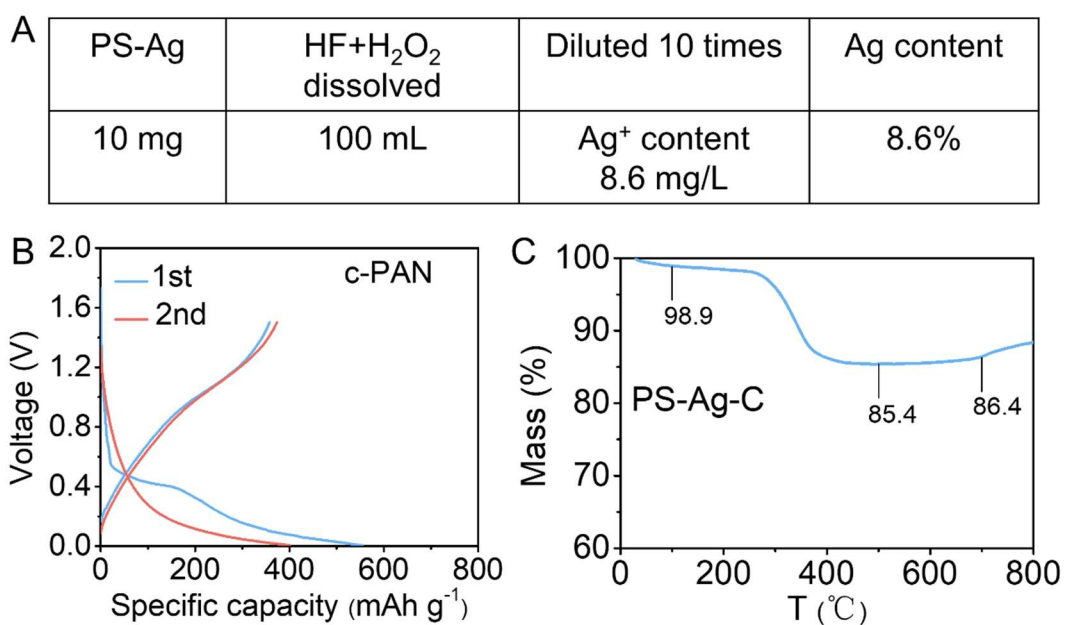 A
PS-Ag
HF+H₂O₂
dissolved
Diluted 10 times
Ag content
10 mg
100 mL
Ag⁺ content
8.6 mg/L
8.6%
B
2.0
1.6
1.2
0.8
0.4
0.0
Voltage (V)
1st
2nd
c-PAN
0
200
400
600
800
Specific capacity (mAh g⁻¹)
C
100
90
80
70
60
Mass (%)
98.9
PS-Ag-C
85.4
86.4
0
200
400
600
800
T (℃)